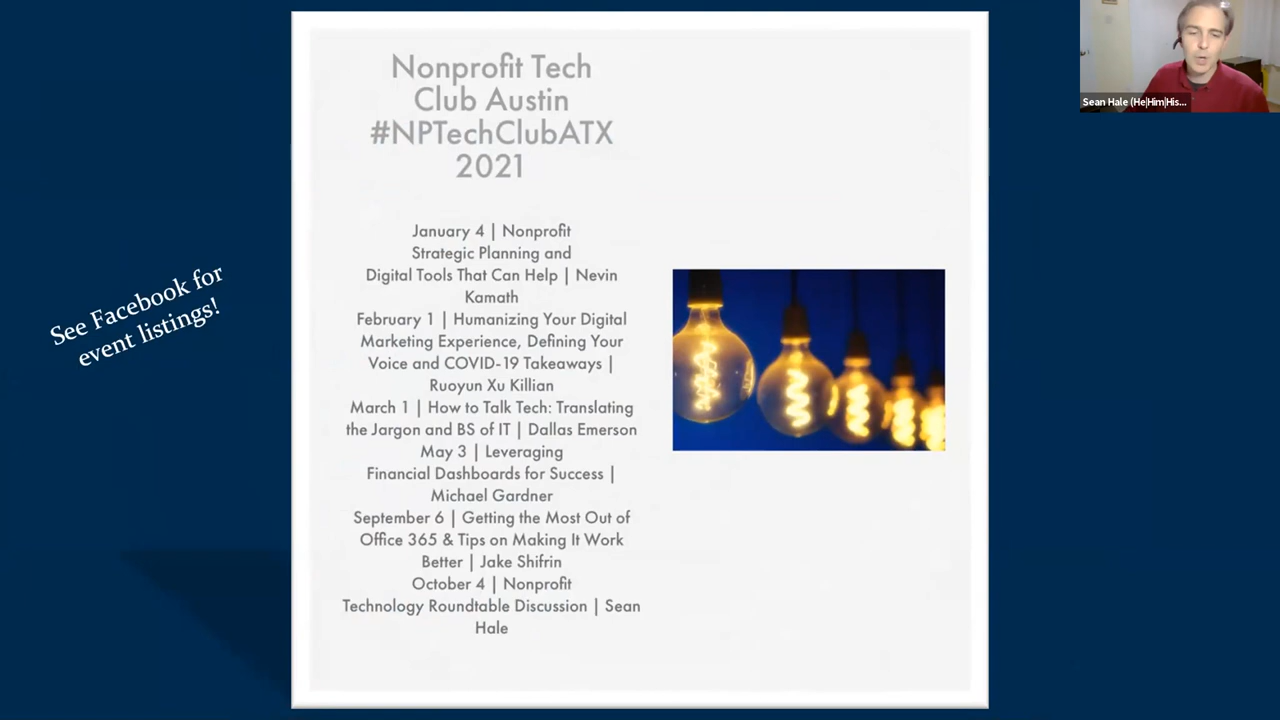 Nonprofit Tech
Club Austin
#NPTechClubATX
2021
January 4 | Nonprofit
Strategic Planning and
Digital Tools That Can Help | Nevin
Kamath
February 1 | Humanizing Your Digital
Marketing Experience, Defining Your
Voice and COVID-19 Takeaways |
Ruoyun Xu Killian
March 1 | How to Talk Tech: Translating
the Jargon and BS of IT | Dallas Emerson
May 3 | Leveraging
Financial Dashboards for Success |
Michael Gardner
September 6 | Getting the Most Out of
Office 365 & Tips on Making It Work
Better | Jake Shifrin
October 4 | Nonprofit
Technology Roundtable Discussion | Sean
Hale
See Facebook for
event listings!
Sean Hale (He|Him|His...